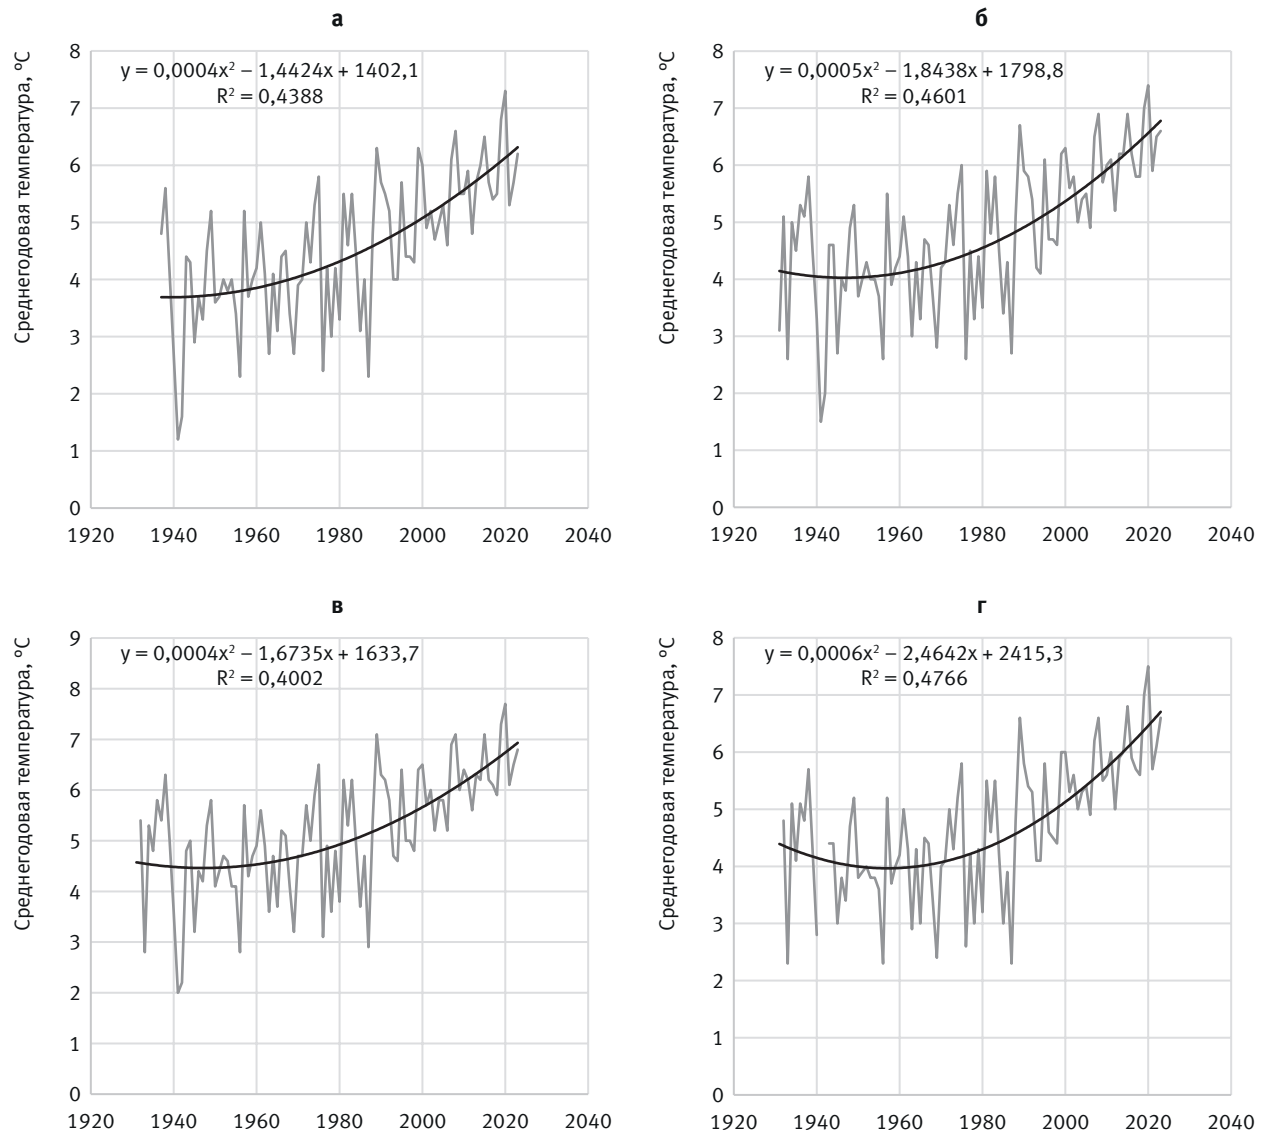 а
Среднегодовая температура, °С
8
7
6
5
4
3
2
1
0
y = 0,0004x² – 1,4424x + 1402,1
R² = 0,4388
1920 1940 1960 1980 2000 2020 2040
б
Среднегодовая температура, °С
8
7
6
5
4
3
2
1
0
y = 0,0005x² – 1,8438x + 1798,8
R² = 0,4601
1920 1940 1960 1980 2000 2020 2040
в
Среднегодовая температура, °С
9
8
7
6
5
4
3
2
1
0
y = 0,0004x² – 1,6735x + 1633,7
R² = 0,4002
1920 1940 1960 1980 2000 2020 2040
г
Среднегодовая температура, °С
8
7
6
5
4
3
2
1
0
y = 0,0006x² – 2,4642x + 2415,3
R² = 0,4766
1920 1940 1960 1980 2000 2020 2040